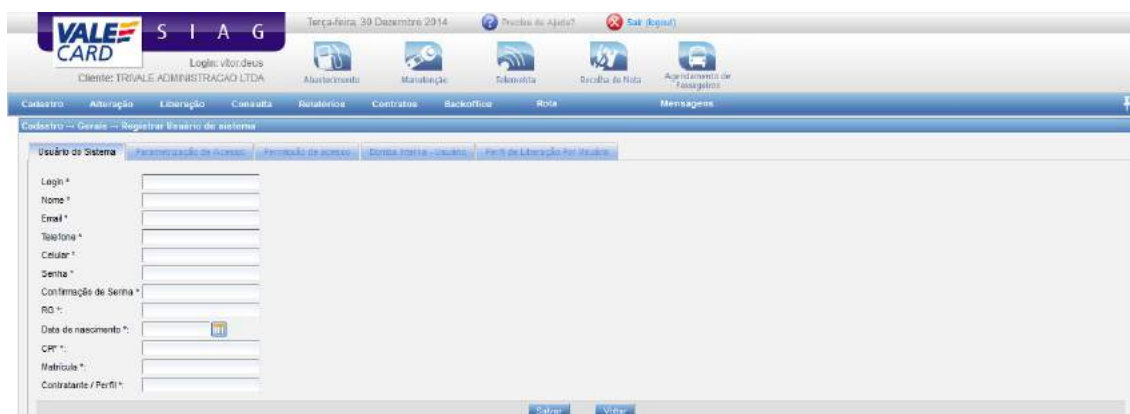 VALE CARD
S I A G
Terça-feira, 30 Dezembro 2014
Precisa de Ajuda?
Sair (logout)
Login: vitor.deus
Cliente: TRIVALE ADMINISTRACAO LTDA
Abastecimento
Manutenção
Telemetria
Recolha de Nota
Agendamento de
Passageiros
Cadastro Alteração Liberação Consulta Relatórios Contratos Backoffice Rota Mensagens
Cadastro -- Gerais -- Registrar Usuário do sistema
Usuário do Sistema Parametrização de Acesso Permissão de acesso Bomba Interna - Usuário Perfil de Liberação Por Usuário
Login *
Nome *
Email *
Telefone *
Celular *
Senha *
Confirmação de Senha *
RG *:
Data de nascimento *:
CPF *:
Matrícula *:
Contratante / Perfil *:
Salvar Voltar